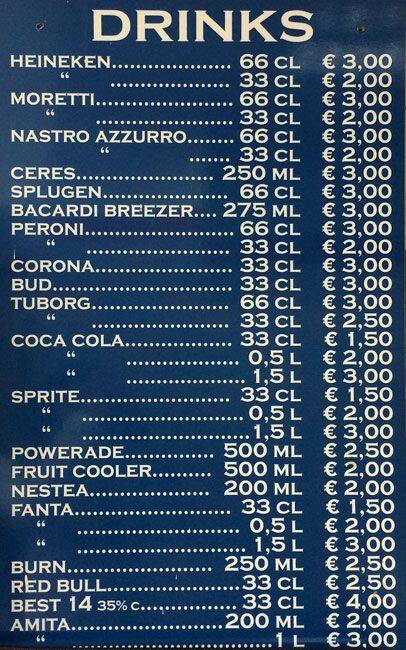 DRINKS
HEINEKEN.................. 66 CL € 3,00
“ .................. 33 CL € 2,00
MORETTI.................... 66 CL € 3,00
“ .................... 33 CL € 2,00
NASTRO AZZURRO....... 66 CL € 3,00
“ ....... 33 CL € 2,00
CERES...................... 250 ML € 3,00
SPLUGEN................... 66 CL € 3,00
BACARDI BREEZER.... 275 ML € 3,00
PERONI...................... 66 CL € 3,00
“ ...................... 33 CL € 2,00
CORONA..................... 33 CL € 3,00
BUD.......................... 33 CL € 3,00
TUBORG..................... 66 CL € 3,00
“ ..................... 33 CL € 2,50
COCA COLA................ 33 CL € 1,50
“ ................ 0,5 L € 2,00
“ ................ 1,5 L € 3,00
SPRITE....................... 33 CL € 1,50
“ ....................... 0,5 L € 2,00
“ ....................... 1,5 L € 3,00
POWERADE............. 500 ML € 2,50
FRUIT COOLER......... 500 ML € 2,00
NESTEA.................. 200 ML € 2,00
FANTA....................... 33 CL € 1,50
“ ....................... 0,5 L € 2,00
“ ....................... 1,5 L € 3,00
BURN...................... 250 ML € 2,50
RED BULL.................. 33 CL € 2,50
BEST 14 35% C............. 33 CL € 4,00
AMITA..................... 200 ML € 2,00
“ ........................1 L € 3,00